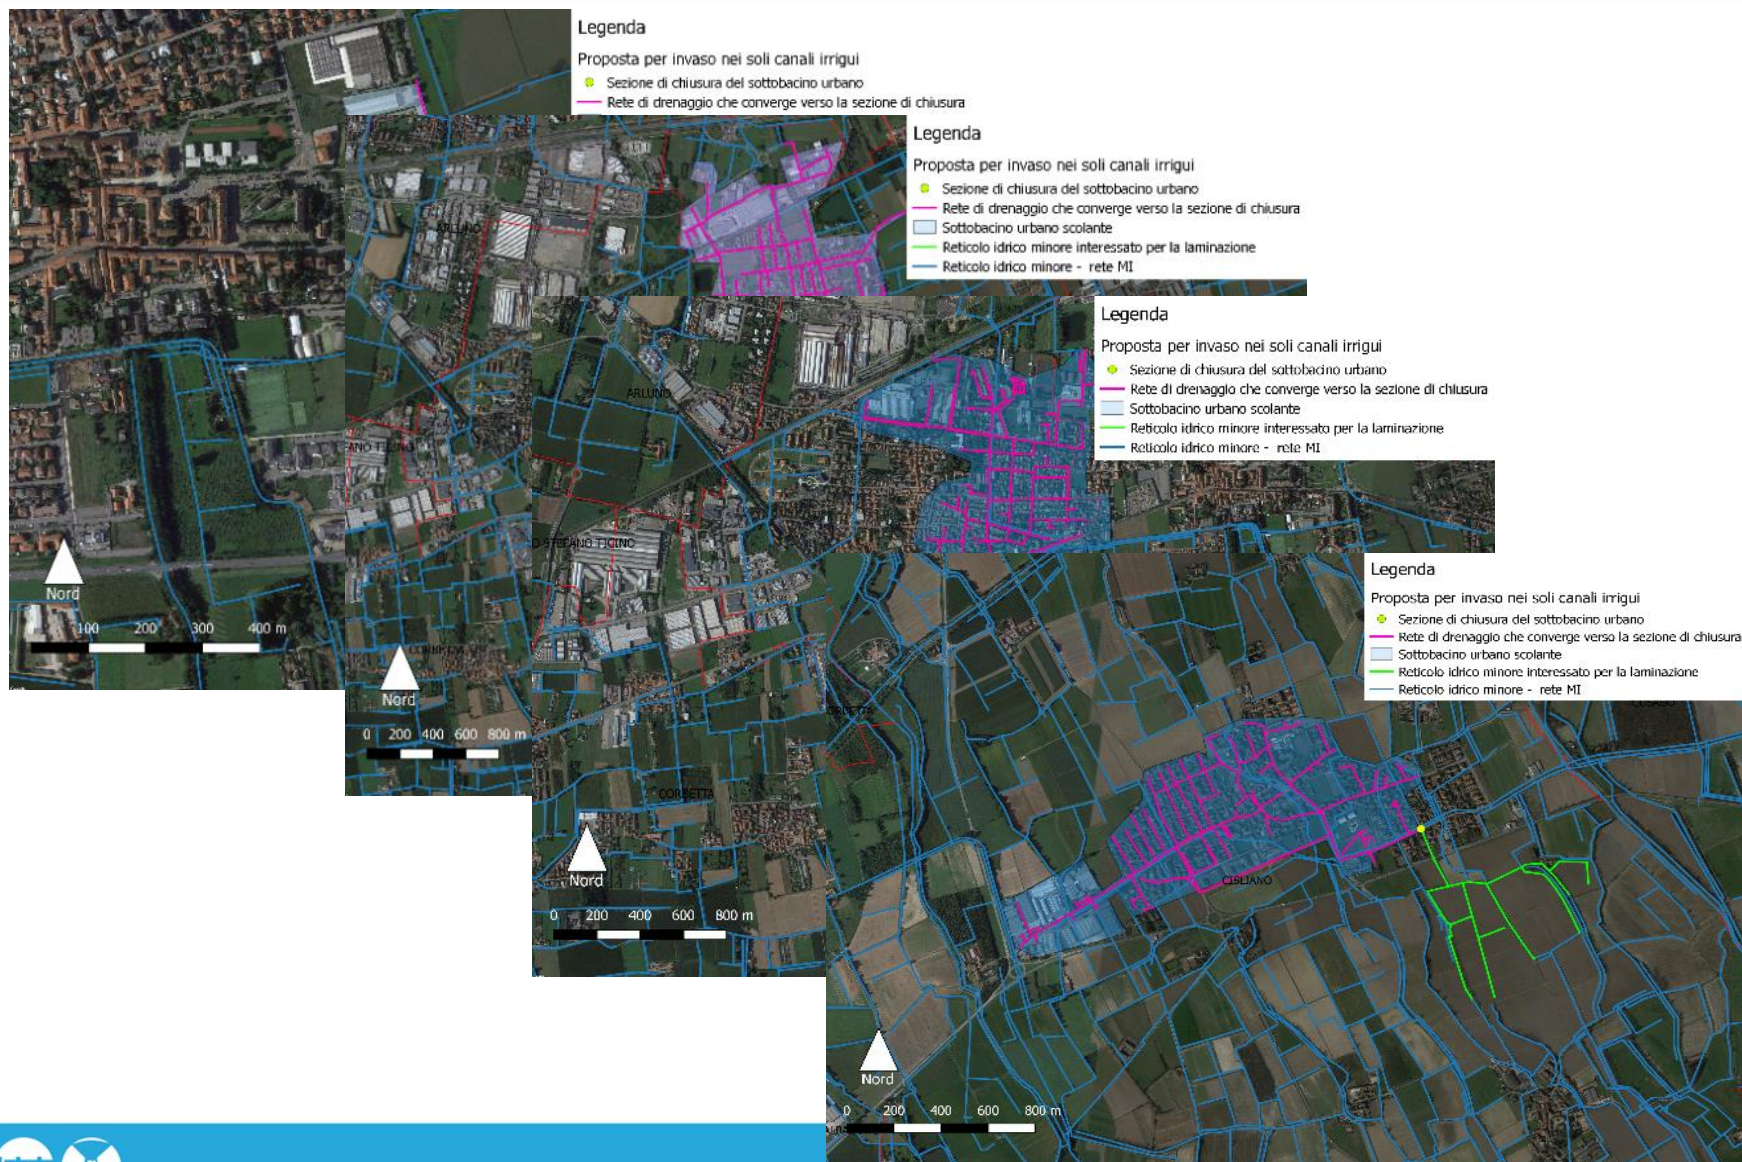 Legenda
Proposta per invaso nei soli canali irrigui
Sezione di chiusura del sottobacino urbano
Rete di drenaggio che converge verso la sezione di chiusura
Nord
100 200 300 400 m
Legenda
Proposta per invaso nei soli canali irrigui
Sezione di chiusura del sottobacino urbano
Rete di drenaggio che converge verso la sezione di chiusura
Sottobacino urbano scolante
Reticolo idrico minore interessato per la laminazione
Reticolo idrico minore - rete MI
ARLUNO
ANO TICINO
CORBETTA
Nord
0 200 400 600 800 m
Legenda
Proposta per invaso nei soli canali irrigui
Sezione di chiusura del sottobacino urbano
Rete di drenaggio che converge verso la sezione di chiusura
Sottobacino urbano scolante
Reticolo idrico minore interessato per la laminazione
Reticolo idrico minore - rete MI
ARLUNO
O STEFANO TICINO
CORBETTA
Nord
0 200 400 600 800 m
Legenda
Proposta per invaso nei soli canali irrigui
Sezione di chiusura del sottobacino urbano
Rete di drenaggio che converge verso la sezione di chiusura
Sottobacino urbano scolante
Reticolo idrico minore interessato per la laminazione
Reticolo idrico minore - rete MI
CUSAGO
ORBETTA
CISLIANO
Nord
0 200 400 600 800 m